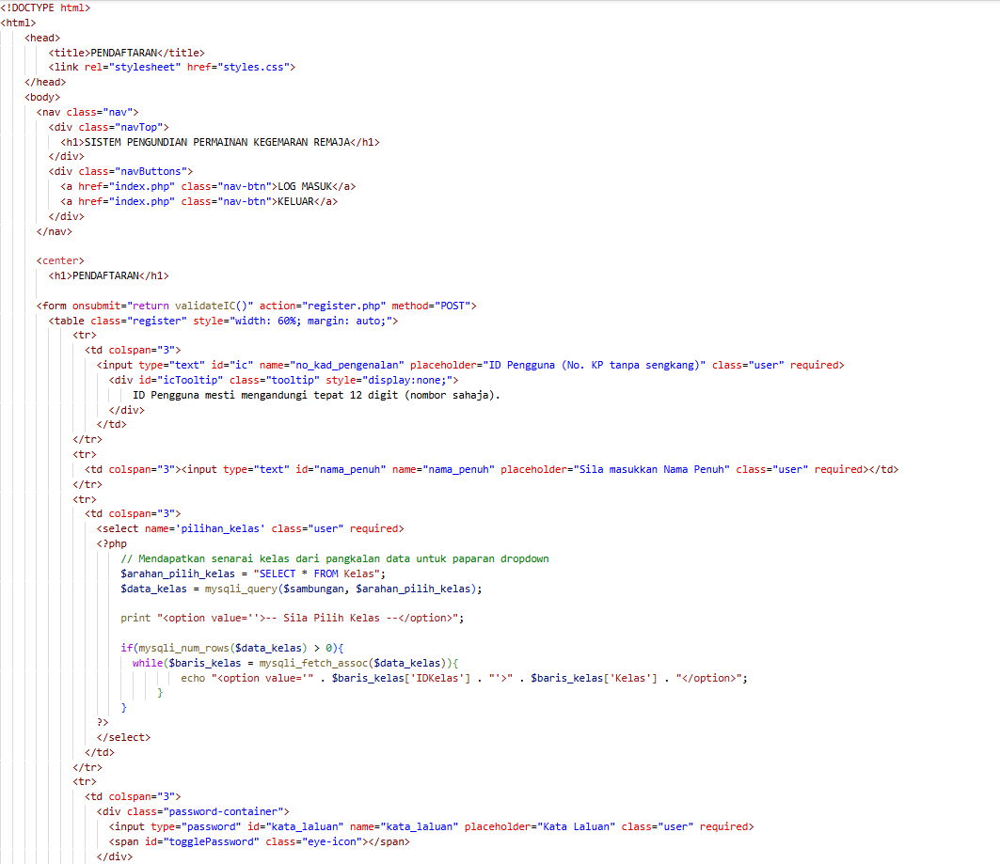 <!DOCTYPE html>
<html>
<head>
<title>PENDAFTARAN</title>
<link rel="stylesheet" href="styles.css">
</head>
<body>
<nav class="nav">
<div class="navTop">
<h1>SISTEM PENGUNDIAN PERMAINAN KEGEMARAN REMAJA</h1>
</div>
<div class="navButtons">
<a href="index.php" class="nav-btn">LOG MASUK</a>
<a href="index.php" class="nav-btn">KELUAR</a>
</div>
</nav>
<center>
<h1>PENDAFTARAN</h1>
<form onsubmit="return validateIC()" action="register.php" method="POST">
<table class="register" style="width: 60%; margin: auto;">
<tr>
<td colspan="3">
<input type="text" id="ic" name="no_kad_pengenalan" placeholder="ID Pengguna (No. KP tanpa sengkang)" class="user" required>
<div id="icTooltip" class="tooltip" style="display:none;">
ID Pengguna mesti mengandungi tepat 12 digit (nombor sahaja).
</div>
</td>
</tr>
<tr>
<td colspan="3"><input type="text" id="nama_penuh" name="nama_penuh" placeholder="Sila masukkan Nama Penuh" class="user" required></td>
</tr>
<tr>
<td colspan="3">
<select name='pilihan_kelas' class="user" required>
<?php
// Mendapatkan senarai kelas dari pangkalan data untuk paparan dropdown
$arahan_pilih_kelas = "SELECT * FROM Kelas";
$data_kelas = mysqli_query($sambungan, $arahan_pilih_kelas);
print "<option value=''>-- Sila Pilih Kelas --</option>";
if(mysqli_num_rows($data_kelas) > 0){
while($baris_kelas = mysqli_fetch_assoc($data_kelas)){
echo "<option value='" . $baris_kelas['IDKelas'] . "'>" . $baris_kelas['Kelas'] . "</option>";
}
}
?>
</select>
</td>
</tr>
<tr>
<td colspan="3">
<div class="password-container">
<input type="password" id="kata_laluan" name="kata_laluan" placeholder="Kata Laluan" class="user" required>
<span id="togglePassword" class="eye-icon"></span>
</div>